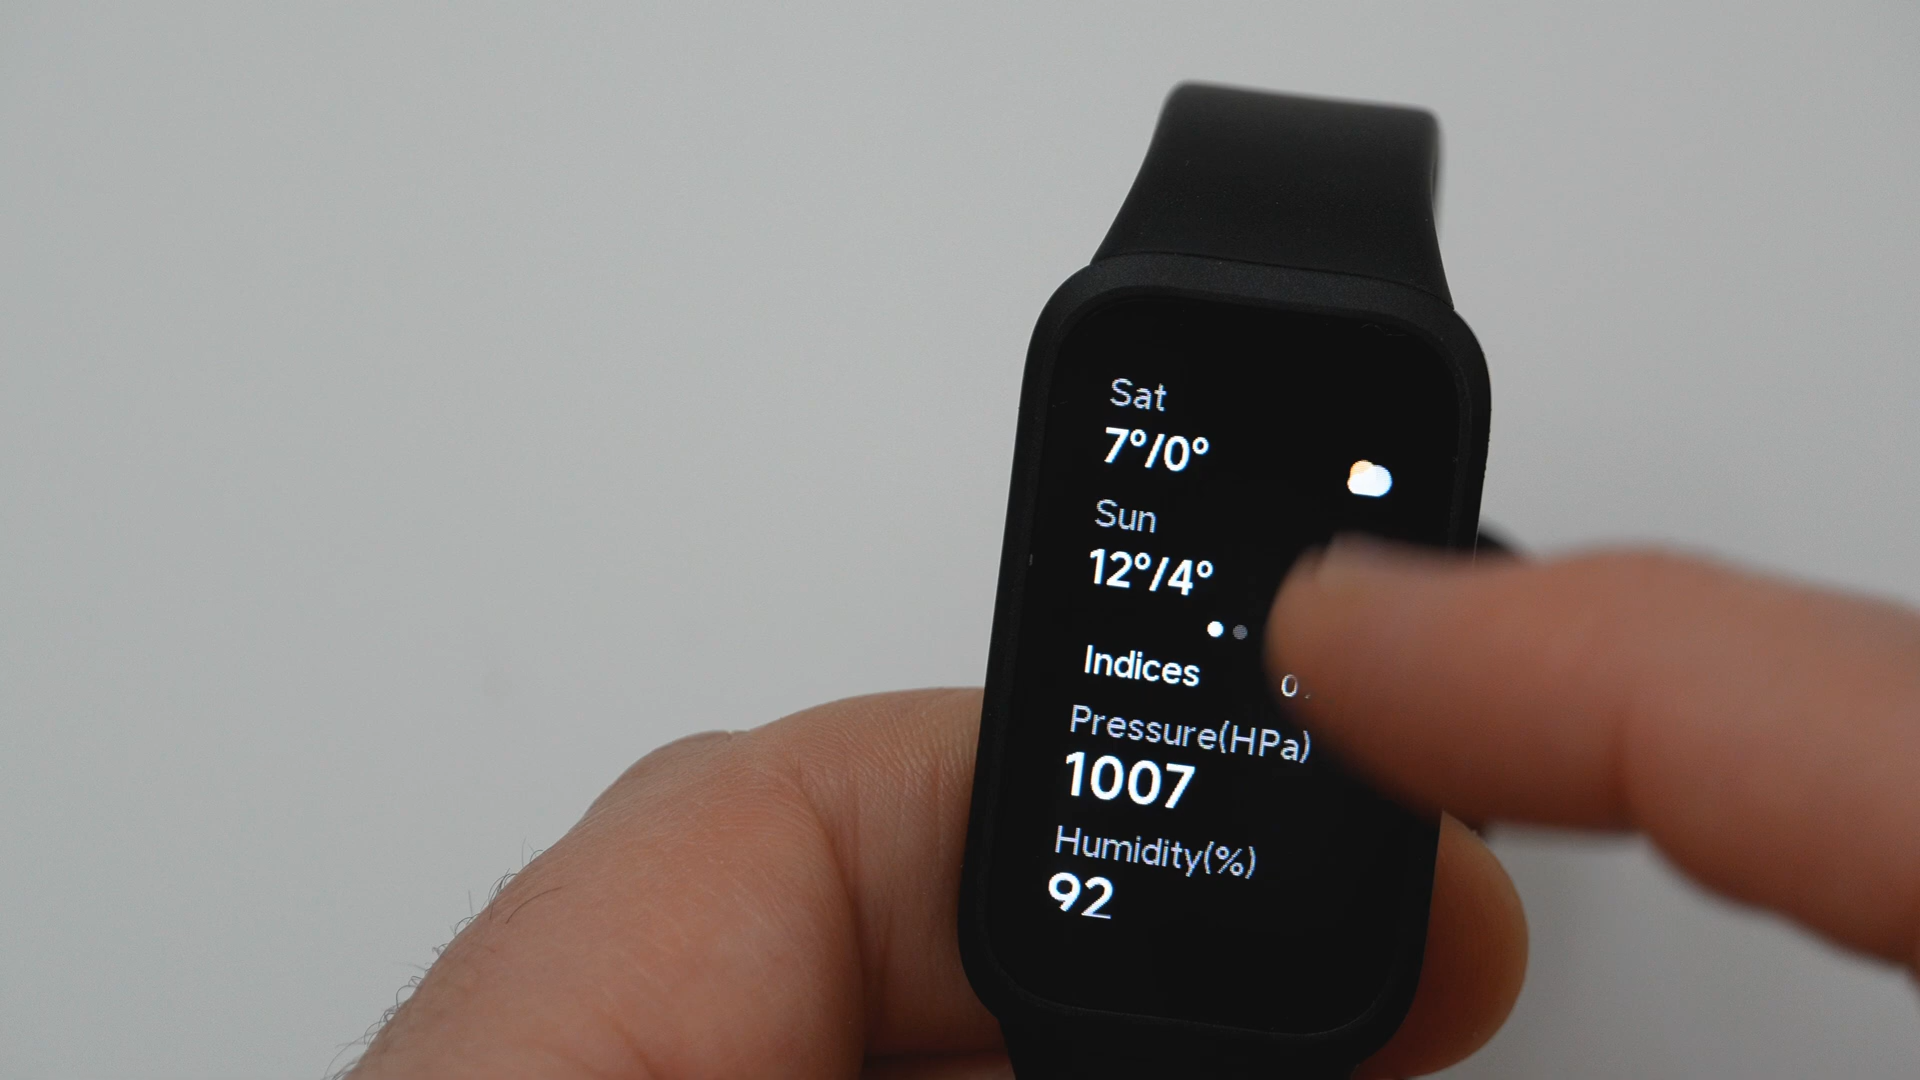 Sat
7°/0°
Sun
12°/4°
Indices
Pressure(HPa)
1007
Humidity(%)
92